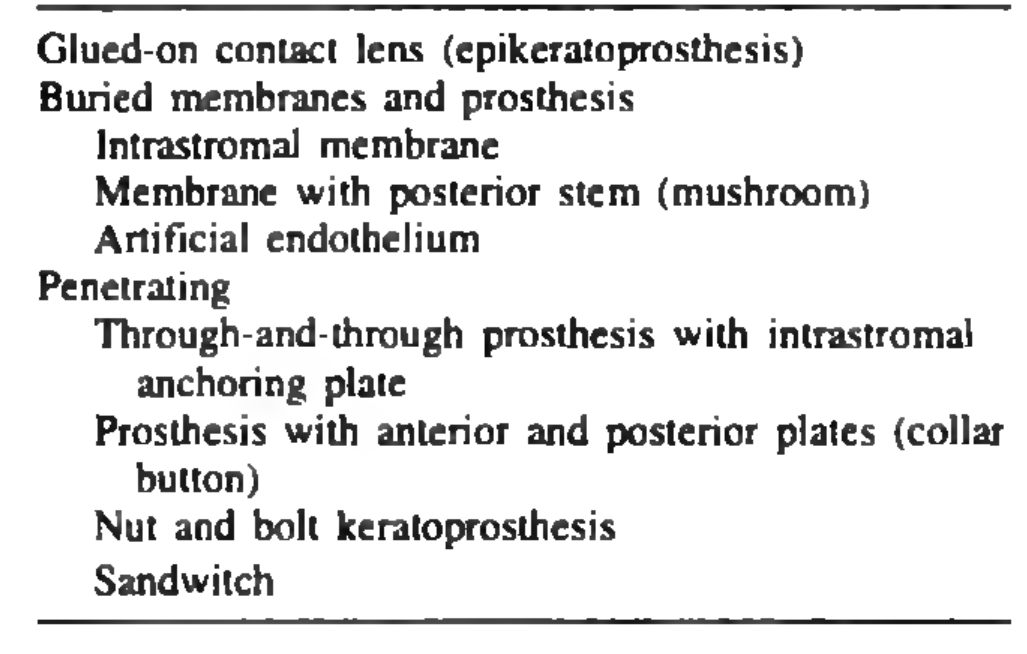 Glued-on contact lens (epikeratoprosthesis)
Buried membranes and prosthesis
Intrastromal membrane
Membrane with posterior stem (mushroom)
Artificial endothelium
Penetrating
Through-and-through prosthesis with intrastromal
anchoring plate
Prosthesis with anterior and posterior plates (collar
button)
Nut and bolt keratoprosthesis
Sandwitch